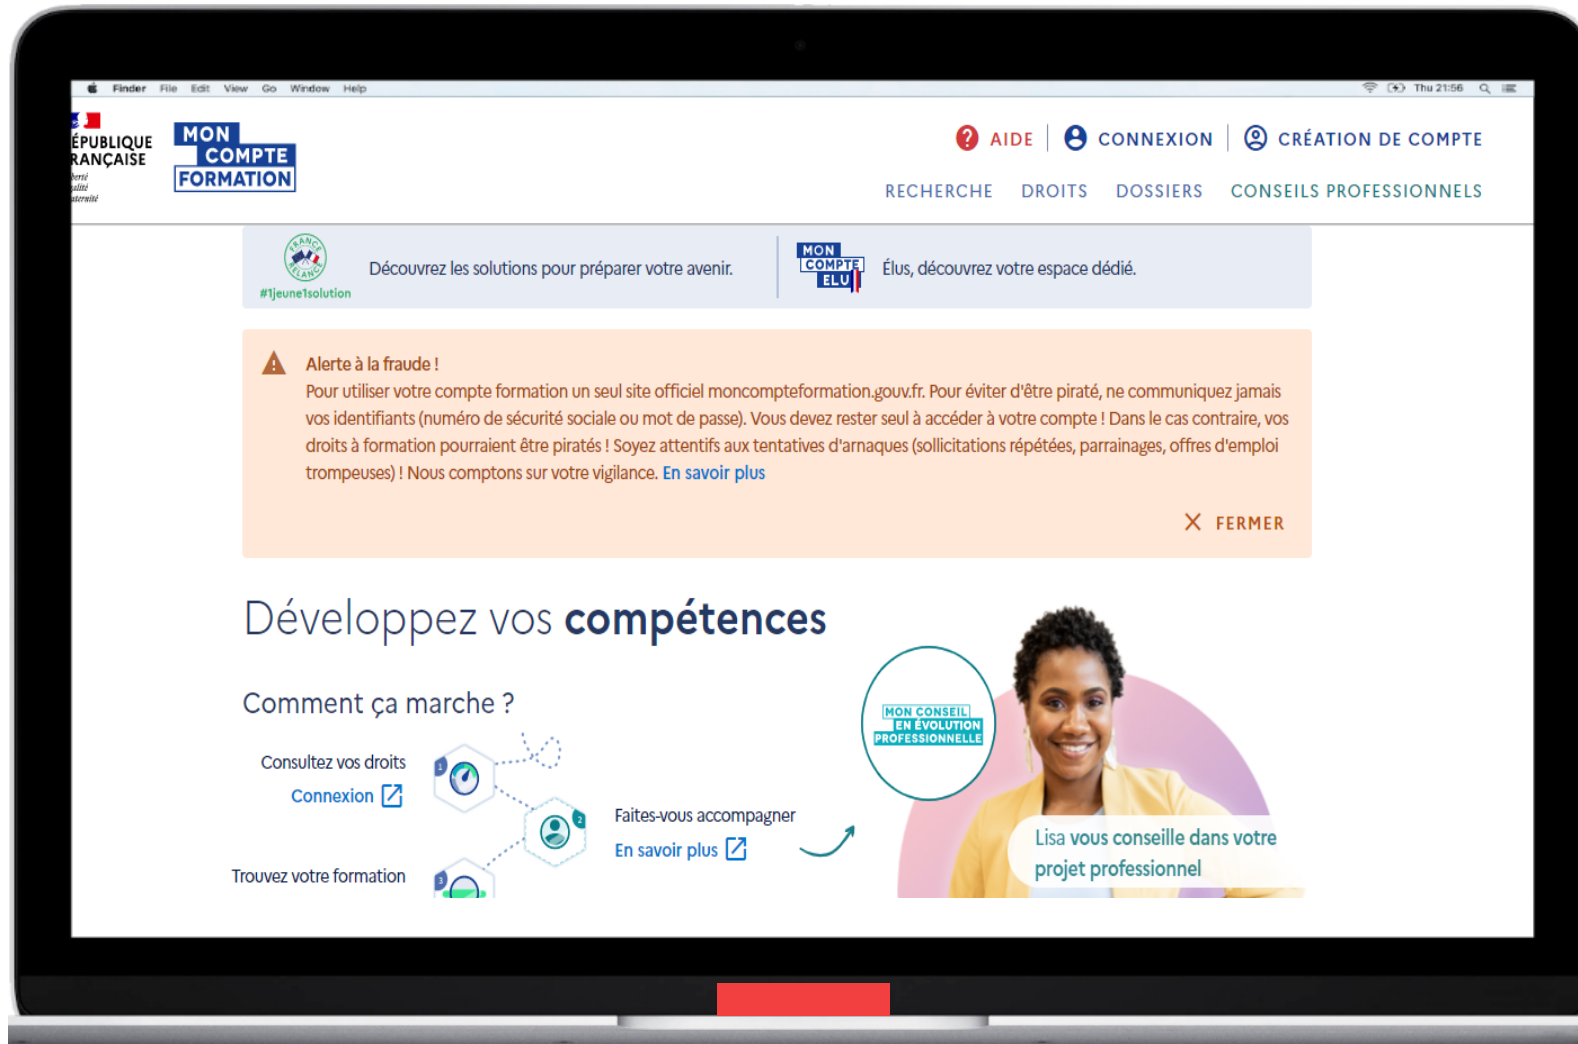 Finder File Edit View Go Window Help
Thu 21:56
ÉPUBLIQUE
RANÇAISE
MON
COMPTE
FORMATION
AIDE
CONNEXION
CRÉATION DE COMPTE
RECHERCHE
DROITS
DOSSIERS
CONSEILS PROFESSIONNELS
FRANCE
RELANCE
#1jeune1solution
Découvrez les solutions pour préparer votre avenir.
MON
COMPTE
ELU
Élus, découvrez votre espace dédié.
Alerte à la fraude !
Pour utiliser votre compte formation un seul site officiel moncompteformation.gouv.fr. Pour éviter d'être piraté, ne communiquez jamais
vos identifiants (numéro de sécurité sociale ou mot de passe). Vous devez rester seul à accéder à votre compte ! Dans le cas contraire, vos
droits à formation pourraient être piratés ! Soyez attentifs aux tentatives d'arnaques (sollicitations répétées, parrainages, offres d'emploi
trompeuses) ! Nous comptons sur votre vigilance. En savoir plus
FERMER
Développez vos compétences
Comment ça marche ?
Consultez vos droits
Connexion
1
2
Faites-vous accompagner
En savoir plus
Trouvez votre formation
3
MON CONSEIL
EN ÉVOLUTION
PROFESSIONNELLE
Lisa vous conseille dans votre
projet professionnel